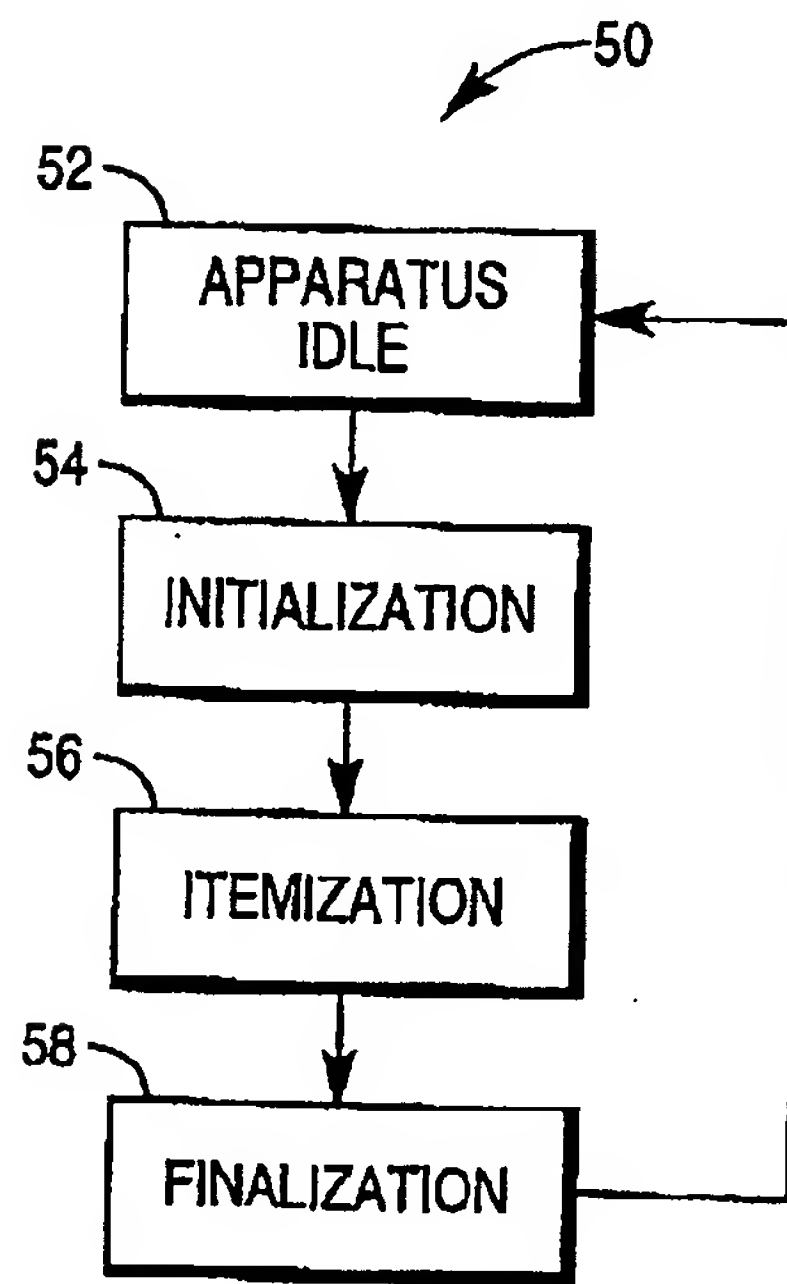 50
52
APPARATUS
IDLE
54
INITIALIZATION
56
ITEMIZATION
58
FINALIZATION